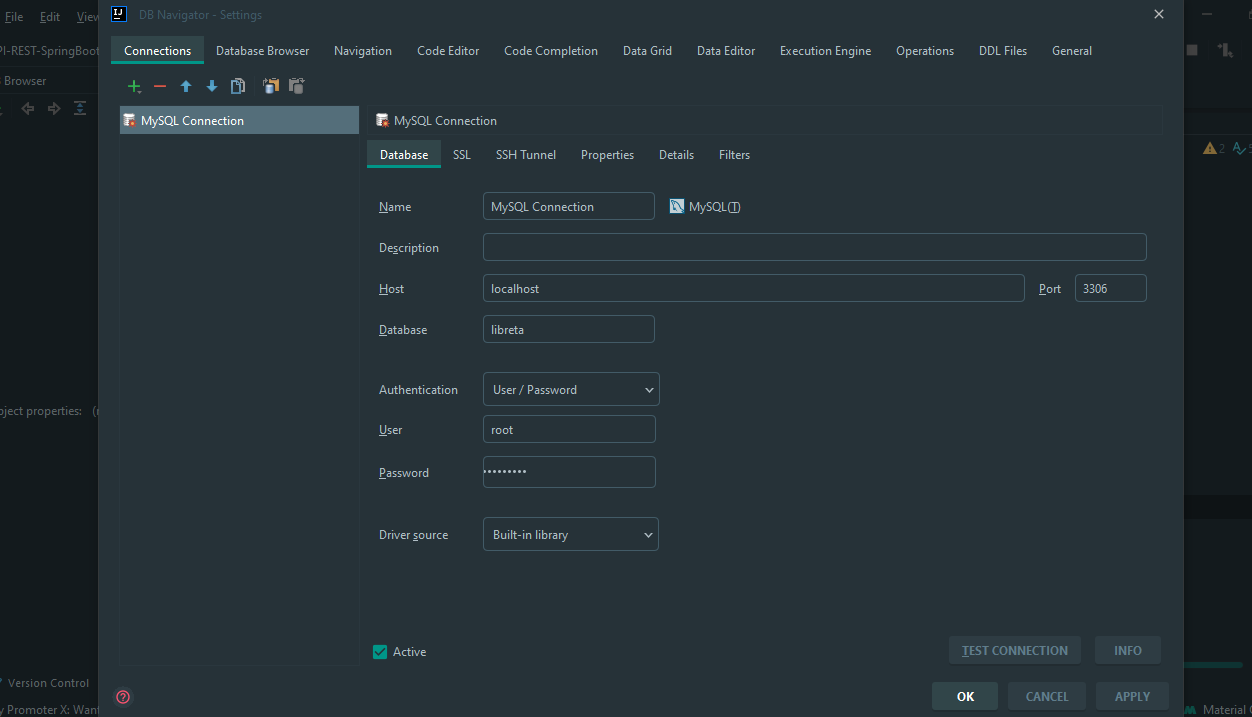 File Edit View
DB Navigator - Settings
PI-REST-SpringBoot
Connections Database Browser Navigation Code Editor Code Completion Data Grid Data Editor Execution Engine Operations DDL Files General
Browser
MySQL Connection
MySQL Connection
2
Database SSL SSH Tunnel Properties Details Filters
Name MySQL Connection MySQL(T)
Description
Host localhost Port 3306
Database libreta
Authentication User / Password
oject properties:
User root
Password •••••••••
Driver source Built-in library
Active
TEST CONNECTION INFO
Version Control
OK CANCEL APPLY
y Promoter X: Want
Material